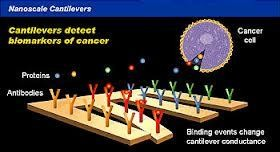 Nanoscale Cantilevers
Cantilevers detect
biomarkers of cancer
Cancer
cell
Proteins
Antibodies
Binding events change
cantilever conductance